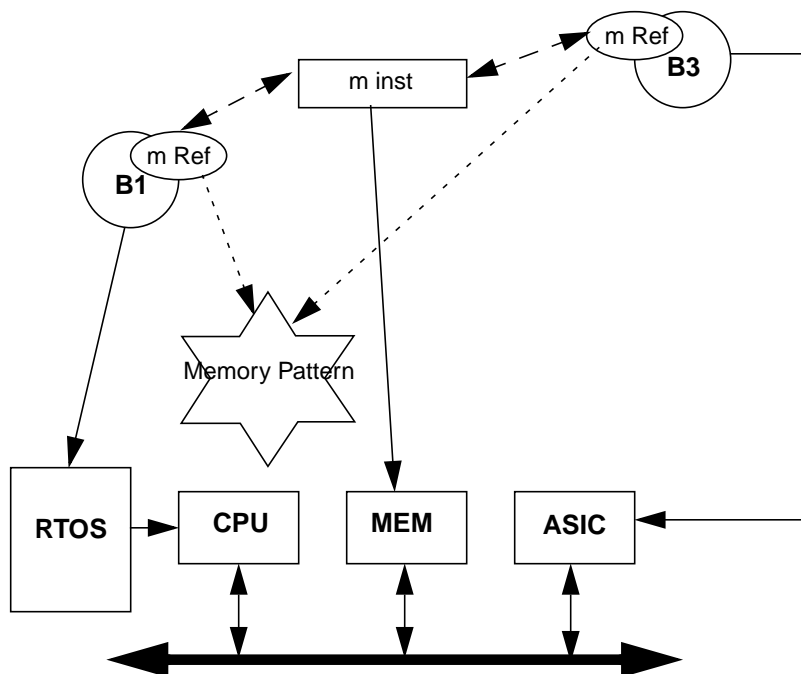 m Ref
B3
m inst
m Ref
B1
Memory Pattern
RTOS
CPU
MEM
ASIC